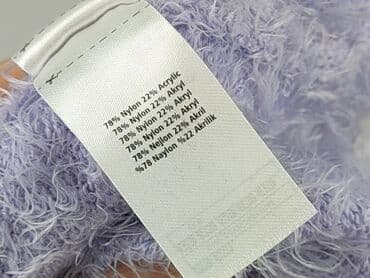 78% Nylon 22% Acrylic
78% Nylon 22% Akryl
78% Nylon 22% Akryl
78% Nylon 22% Akryl
78% Nejlon 22% Akril
%78 Naylon %22 Akrilik